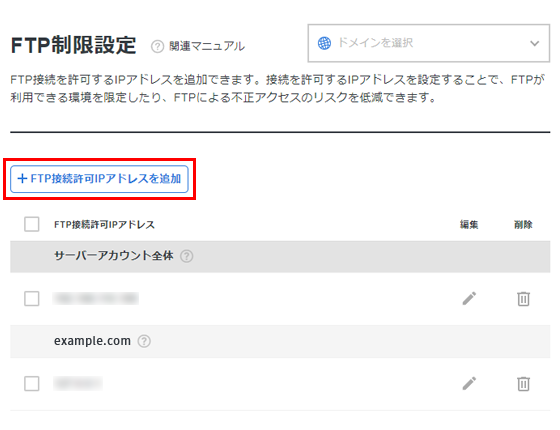 FTP制限設定
関連マニュアル
ドメインを選択
FTP接続を許可するIPアドレスを追加できます。接続を許可するIPアドレスを設定することで、FTPが
利用できる環境を限定したり、FTPによる不正アクセスのリスクを低減できます。
+FTP接続許可IPアドレスを追加
FTP接続許可IPアドレス 編集 削除
サーバーアカウント全体
example.com